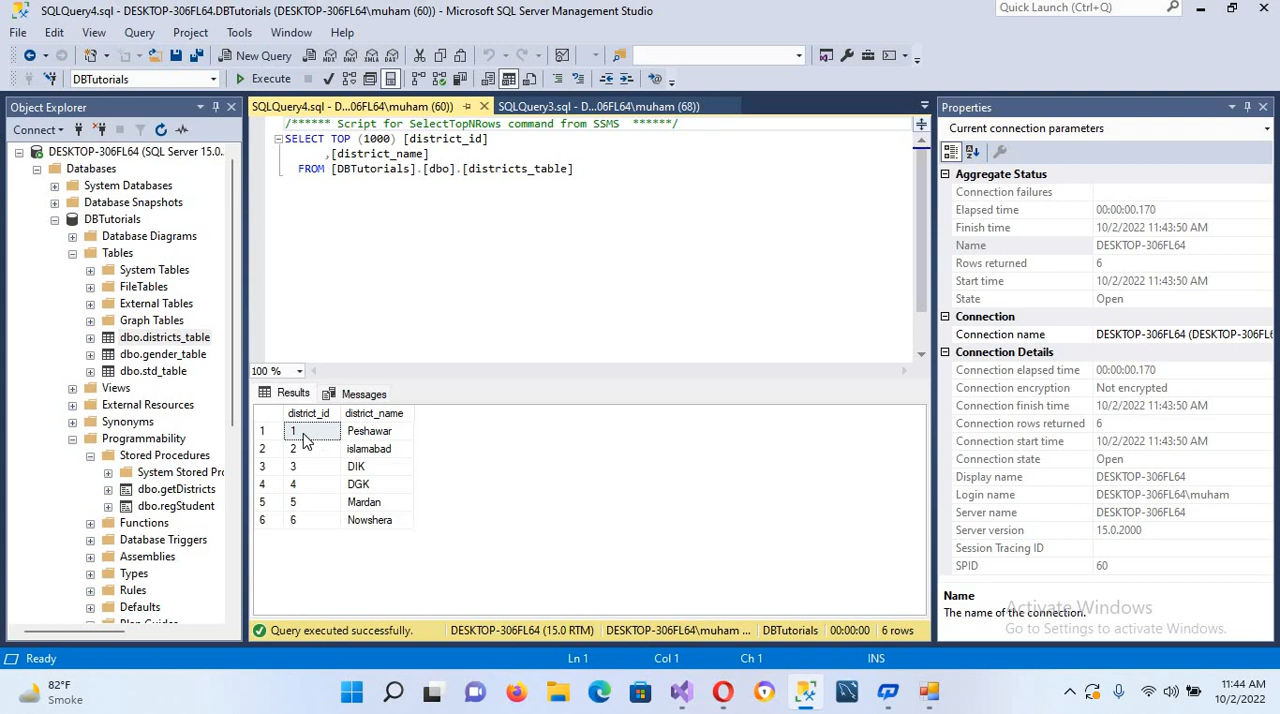 SQLQuery4.sql - DESKTOP-306FL64.DBTutorials (DESKTOP-306FL64\muham (60)) - Microsoft SQL Server Management Studio
Quick Launch (Ctrl+Q)
File Edit View Query Project Tools Window Help
New Query
DBTutorials
Execute
Object Explorer
Connect
DESKTOP-306FL64 (SQL Server 15.0...
Databases
System Databases
Database Snapshots
DBTutorials
Database Diagrams
Tables
System Tables
FileTables
External Tables
Graph Tables
dbo.districts_table
dbo.gender_table
dbo.std_table
Views
External Resources
Synonyms
Programmability
Stored Procedures
System Stored Pr
dbo.getDistricts
dbo.regStudent
Functions
Database Triggers
Assemblies
Types
Rules
Defaults
SQLQuery4.sql - D...06FL64\muham (60))
SQLQuery3.sql - D...06FL64\muham (68))
/****** Script for SelectTopNRows command from SSMS ******/
SELECT TOP (1000) [district_id]
,[district_name]
FROM [DBTutorials].[dbo].[districts_table]
100 %
Results Messages
district_id district_name
1 1 Peshawar
2 2 islamabad
3 3 DIK
4 4 DGK
5 5 Mardan
6 6 Nowshera
Query executed successfully. DESKTOP-306FL64 (15.0 RTM) DESKTOP-306FL64\muham ... DBTutorials 00:00:00 6 rows
Properties
Current connection parameters
Aggregate Status
Connection failures
Elapsed time 00:00:00.170
Finish time 10/2/2022 11:43:50 AM
Name DESKTOP-306FL64
Rows returned 6
Start time 10/2/2022 11:43:50 AM
State Open
Connection
Connection name DESKTOP-306FL64 (DESKTOP-306FL
Connection Details
Connection elapsed time 00:00:00.170
Connection encryption Not encrypted
Connection finish time 10/2/2022 11:43:50 AM
Connection rows returned 6
Connection start time 10/2/2022 11:43:50 AM
Connection state Open
Display name DESKTOP-306FL64
Login name DESKTOP-306FL64\muham
Server name DESKTOP-306FL64
Server version 15.0.2000
Session Tracing ID
SPID 60
Name
The name of the connection.
Activate Windows
Go to Settings to activate Windows.
Ready Ln 1 Col 1 Ch 1 INS
82°F
Smoke
11:44 AM
10/2/2022